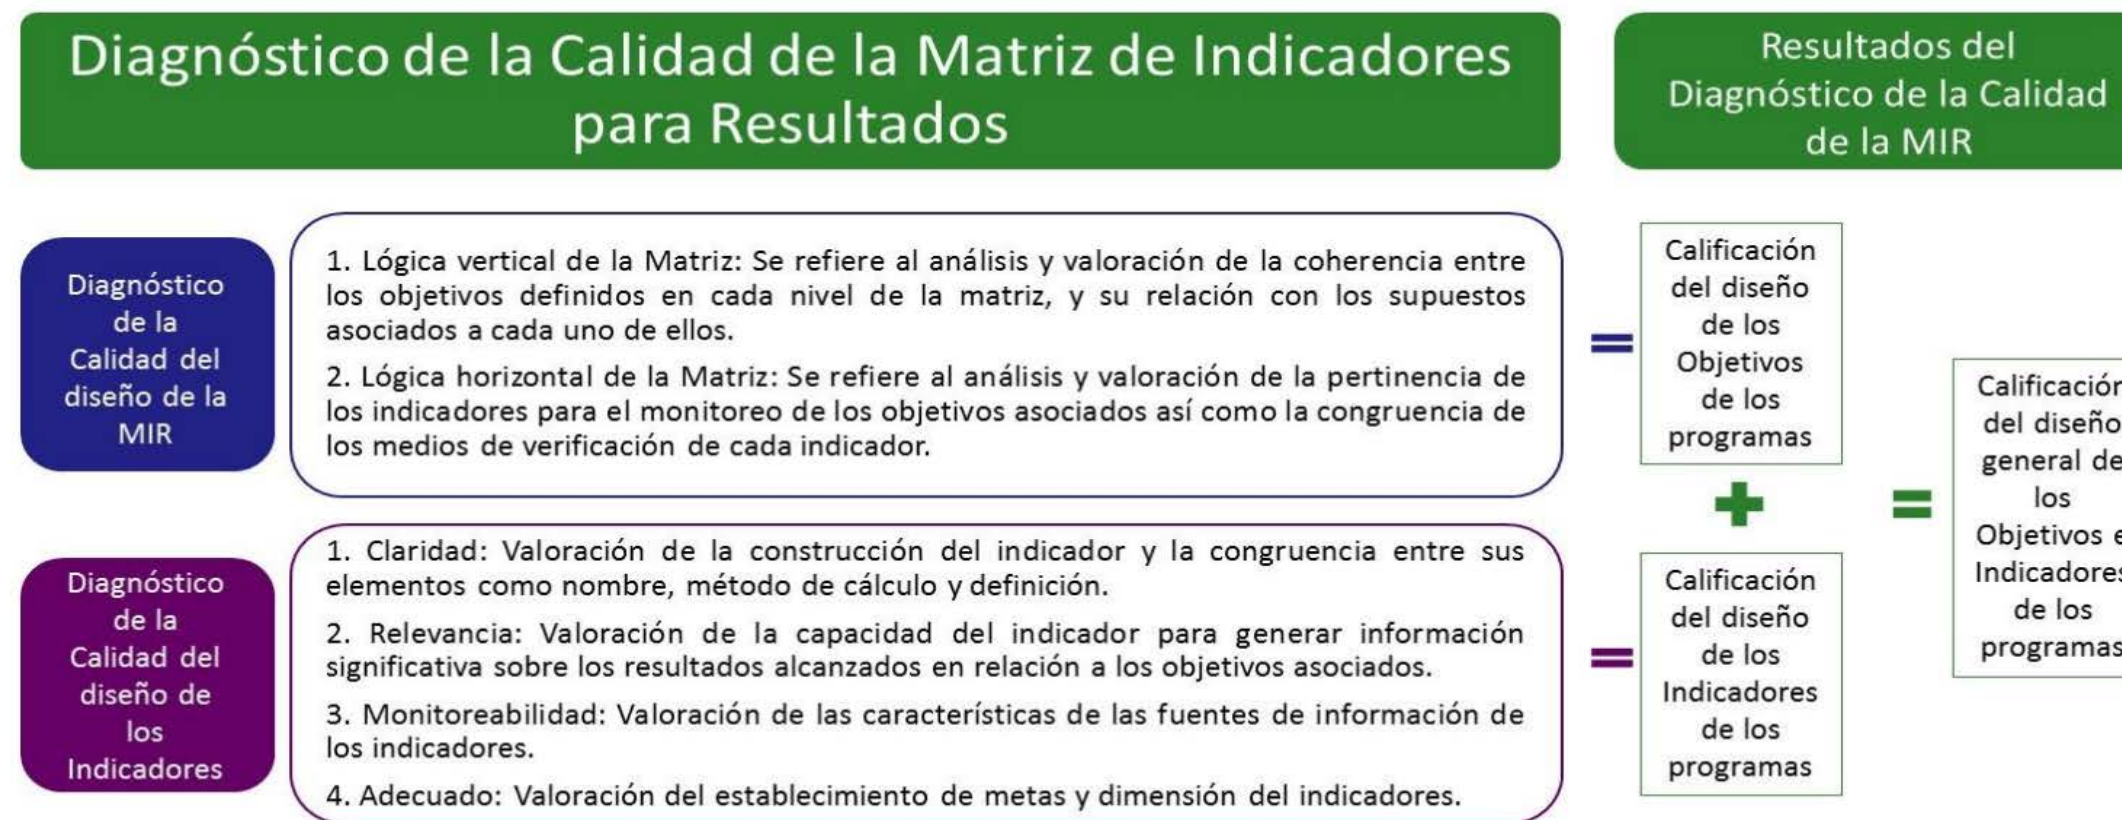 Diagnóstico de la Calidad de la Matriz de Indicadores
para Resultados
Resultados del
Diagnóstico de la Calidad
de la MIR
Diagnóstico
de la
Calidad del
diseño de la
MIR
1. Lógica vertical de la Matriz: Se refiere al análisis y valoración de la coherencia entre
los objetivos definidos en cada nivel de la matriz, y su relación con los supuestos
asociados a cada uno de ellos.
2. Lógica horizontal de la Matriz: Se refiere al análisis y valoración de la pertinencia de
los indicadores para el monitoreo de los objetivos asociados así como la congruencia de
los medios de verificación de cada indicador.
=
Calificación
del diseño
de los
Objetivos
de los
programas
+
Diagnóstico
de la
Calidad del
diseño de
los
Indicadores
1. Claridad: Valoración de la construcción del indicador y la congruencia entre sus
elementos como nombre, método de cálculo y definición.
2. Relevancia: Valoración de la capacidad del indicador para generar información
significativa sobre los resultados alcanzados en relación a los objetivos asociados.
3. Monitoreabilidad: Valoración de las características de las fuentes de información de
los indicadores.
4. Adecuado: Valoración del establecimiento de metas y dimensión del indicadores.
=
Calificación
del diseño
de los
Indicadores
de los
programas
=
Calificación
del diseño
general de
los
Objetivos e
Indicadores
de los
programas